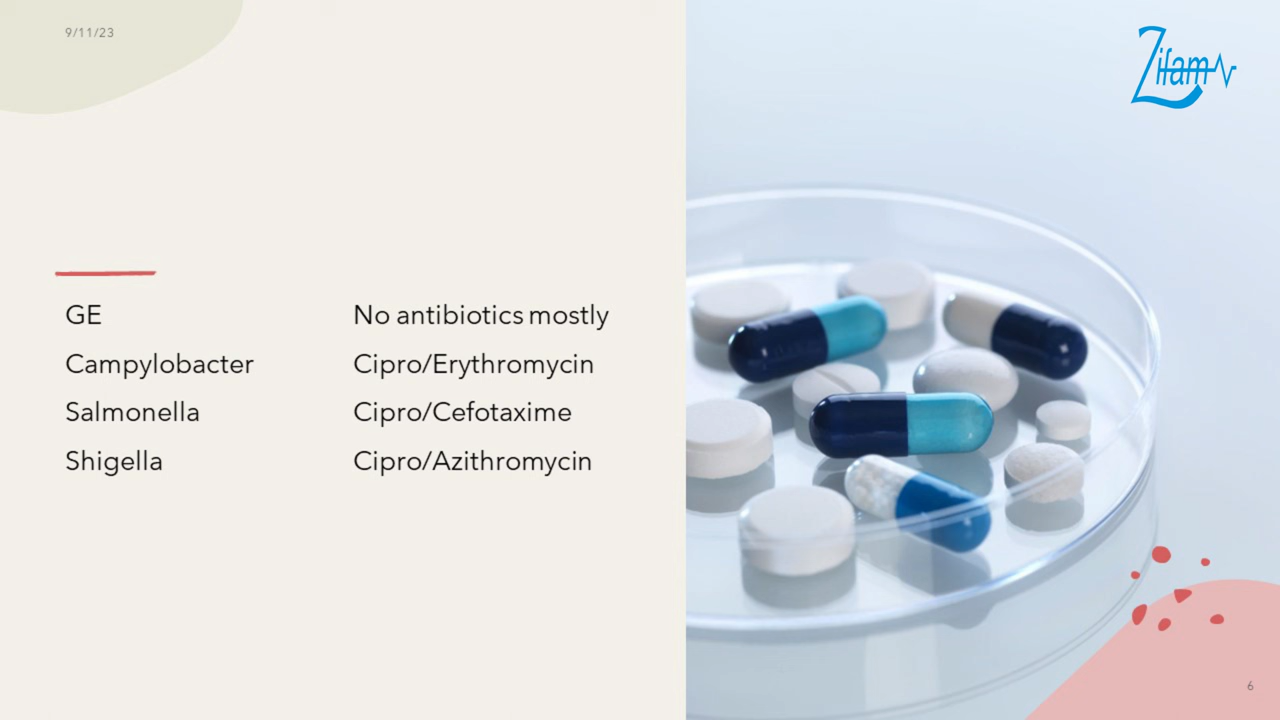 9/11/23
Zifam
GE No antibiotics mostly
Campylobacter Cipro/Erythromycin
Salmonella Cipro/Cefotaxime
Shigella Cipro/Azithromycin
6